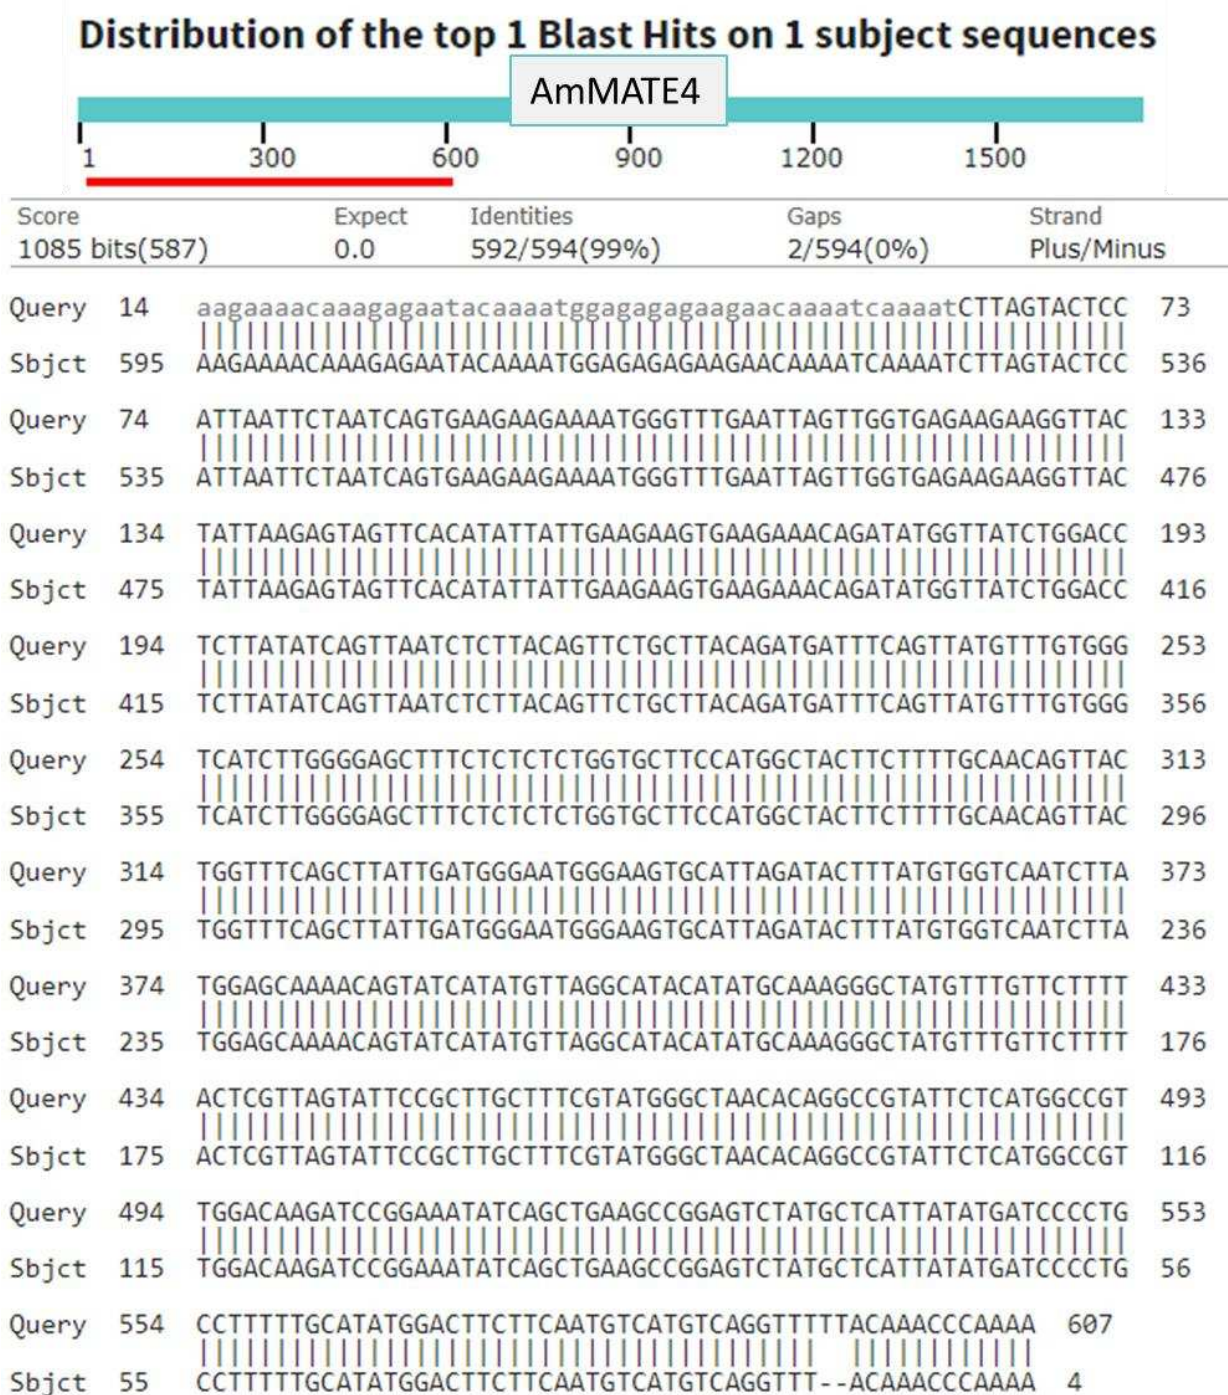 Distribution of the top 1 Blast Hits on 1 subject sequences
AmMATE4
1 300 600 900 1200 1500
Score Expect Identities Gaps Strand
1085 bits(587) 0.0 592/594(99%) 2/594(0%) Plus/Minus
Query 14 aagaaaacaaagagaatacaaaatggagagagaagaacaaaatcaaaatCTTAGTACTCC 73
Sbjct 595 AAGAAAACAAAGAGAATACAAAATGGAGAGAGAAGAACAAAATCAAAATCTTAGTACTCC 536
Query 74 ATTAATTCTAATCAGTGAAGAAGAAAATGGGTTTGAATTAGTTGGTGAGAAGAAGGTTAC 133
Sbjct 535 ATTAATTCTAATCAGTGAAGAAGAAAATGGGTTTGAATTAGTTGGTGAGAAGAAGGTTAC 476
Query 134 TATTAAGAGTAGTTCACATATTATTGAAGAAGTGAAGAAACAGATATGGTTATCTGGACC 193
Sbjct 475 TATTAAGAGTAGTTCACATATTATTGAAGAAGTGAAGAAACAGATATGGTTATCTGGACC 416
Query 194 TCTTATATCAGTTAATCTCTTACAGTTCTGCTTACAGATGATTTCAGTTATGTTTGTGGG 253
Sbjct 415 TCTTATATCAGTTAATCTCTTACAGTTCTGCTTACAGATGATTTCAGTTATGTTTGTGGG 356
Query 254 TCATCTTGGGGAGCTTTCTCTCTCTGGTGCTTCCATGGCTACTTCTTTTGCAACAGTTAC 313
Sbjct 355 TCATCTTGGGGAGCTTTCTCTCTCTGGTGCTTCCATGGCTACTTCTTTTGCAACAGTTAC 296
Query 314 TGGTTTCAGCTTATTGATGGGAATGGGAAGTGCATTAGATACTTTATGTGGTCAATCTTA 373
Sbjct 295 TGGTTTCAGCTTATTGATGGGAATGGGAAGTGCATTAGATACTTTATGTGGTCAATCTTA 236
Query 374 TGGAGCAAAACAGTATCATATGTTAGGCATACATATGCAAAGGGCTATGTTTGTTCTTTT 433
Sbjct 235 TGGAGCAAAACAGTATCATATGTTAGGCATACATATGCAAAGGGCTATGTTTGTTCTTTT 176
Query 434 ACTCGTTAGTATTCCGCTTGCTTTCGTATGGGCTAACACAGGCCGTATTCTCATGGCCGT 493
Sbjct 175 ACTCGTTAGTATTCCGCTTGCTTTCGTATGGGCTAACACAGGCCGTATTCTCATGGCCGT 116
Query 494 TGGACAAGATCCGGAAATATCAGCTGAAGCCGGAGTCTATGCTCATTATATGATCCCCTG 553
Sbjct 115 TGGACAAGATCCGGAAATATCAGCTGAAGCCGGAGTCTATGCTCATTATATGATCCCCTG 56
Query 554 CCTTTTTGCATATGGACTTCTTCAATGTCATGTCAGGTTTTTACAAACCCAAAA 607
Sbjct 55 CCTTTTTGCATATGGACTTCTTCAATGTCATGTCAGGTTT--ACAAACCCAAAA 4